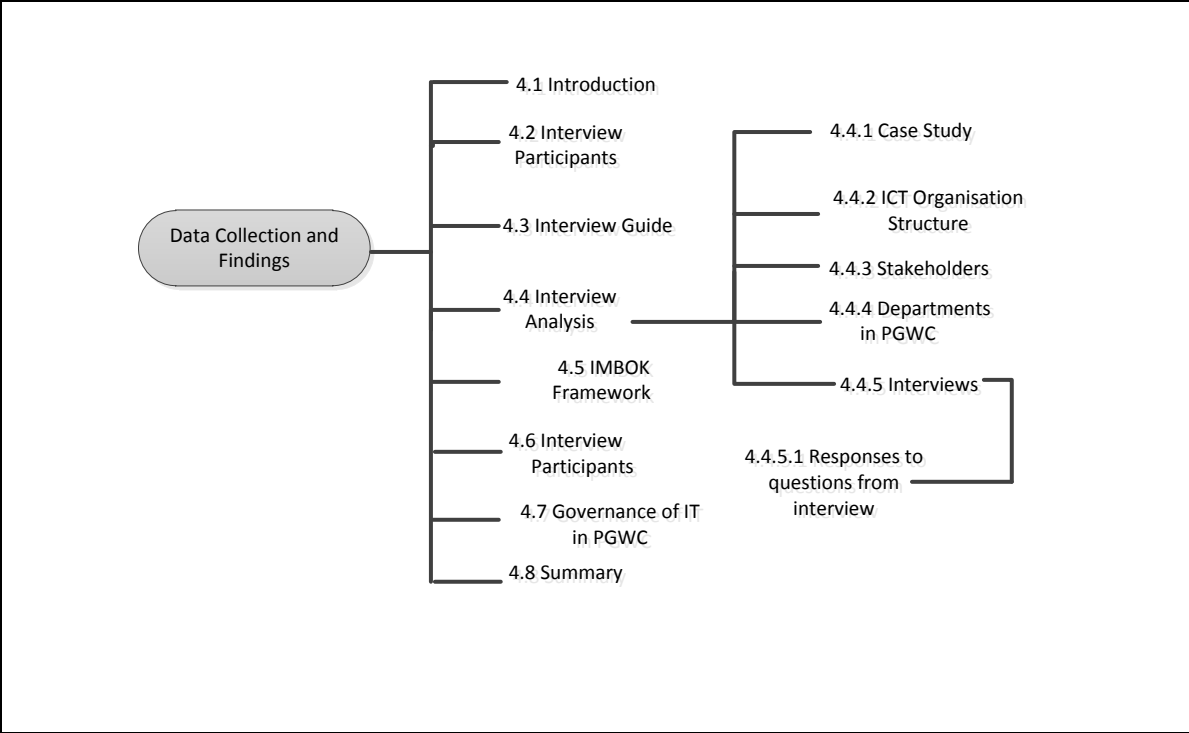 Data Collection and
Findings
4.1 Introduction
4.2 Interview
Participants
4.3 Interview Guide
4.4 Interview
Analysis
4.4.1 Case Study
4.4.2 ICT Organisation
Structure
4.4.3 Stakeholders
4.4.4 Departments
in PGWC
4.4.5 Interviews
4.4.5.1 Responses to
questions from
interview
4.5 IMBOK
Framework
4.6 Interview
Participants
4.7 Governance of IT
in PGWC
4.8 Summary